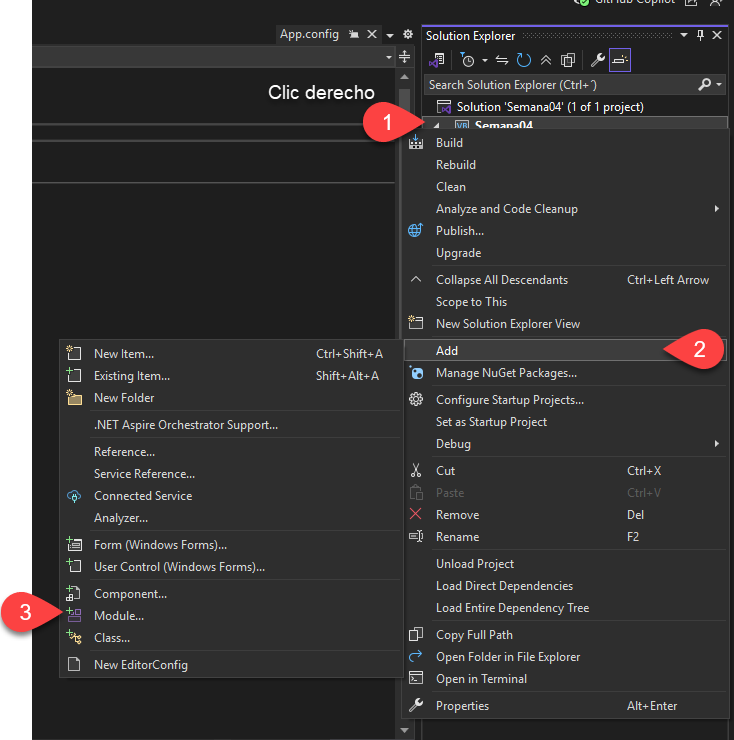 GitHub Copilot
App.config
Solution Explorer
Clic derecho
Search Solution Explorer (Ctrl+´)
Solution 'Semana04' (1 of 1 project)
1
VB Semana04
Build
Rebuild
Clean
Analyze and Code Cleanup
Publish...
Upgrade
Collapse All Descendants Ctrl+Left Arrow
Scope to This
New Solution Explorer View
Add
2
Manage NuGet Packages...
Configure Startup Projects...
Set as Startup Project
Debug
Cut Ctrl+X
Paste Ctrl+V
Remove Del
Rename F2
Unload Project
Load Direct Dependencies
Load Entire Dependency Tree
Copy Full Path
Open Folder in File Explorer
Open in Terminal
Properties Alt+Enter
New Item... Ctrl+Shift+A
Existing Item... Shift+Alt+A
New Folder
.NET Aspire Orchestrator Support...
Reference...
Service Reference...
Connected Service
Analyzer...
Form (Windows Forms)...
User Control (Windows Forms)...
Component...
3
Module...
Class...
New EditorConfig